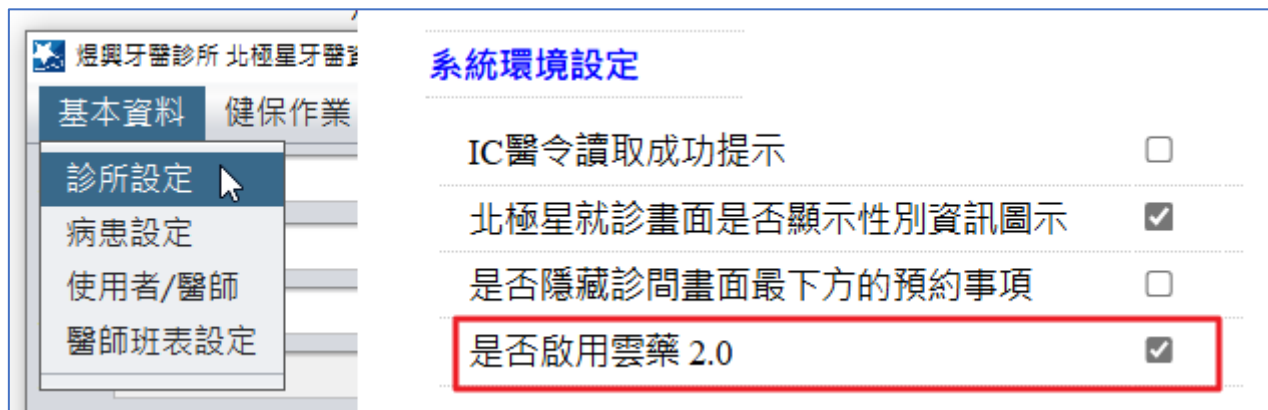 煜興牙醫診所 北極星牙醫
基本資料 健保作業
診所設定
病患設定
使用者/醫師
醫師班表設定
系統環境設定
IC醫令讀取成功提示
北極星就診畫面是否顯示性別資訊圖示
是否隱藏診間畫面最下方的預約事項
是否啟用雲藥 2.0